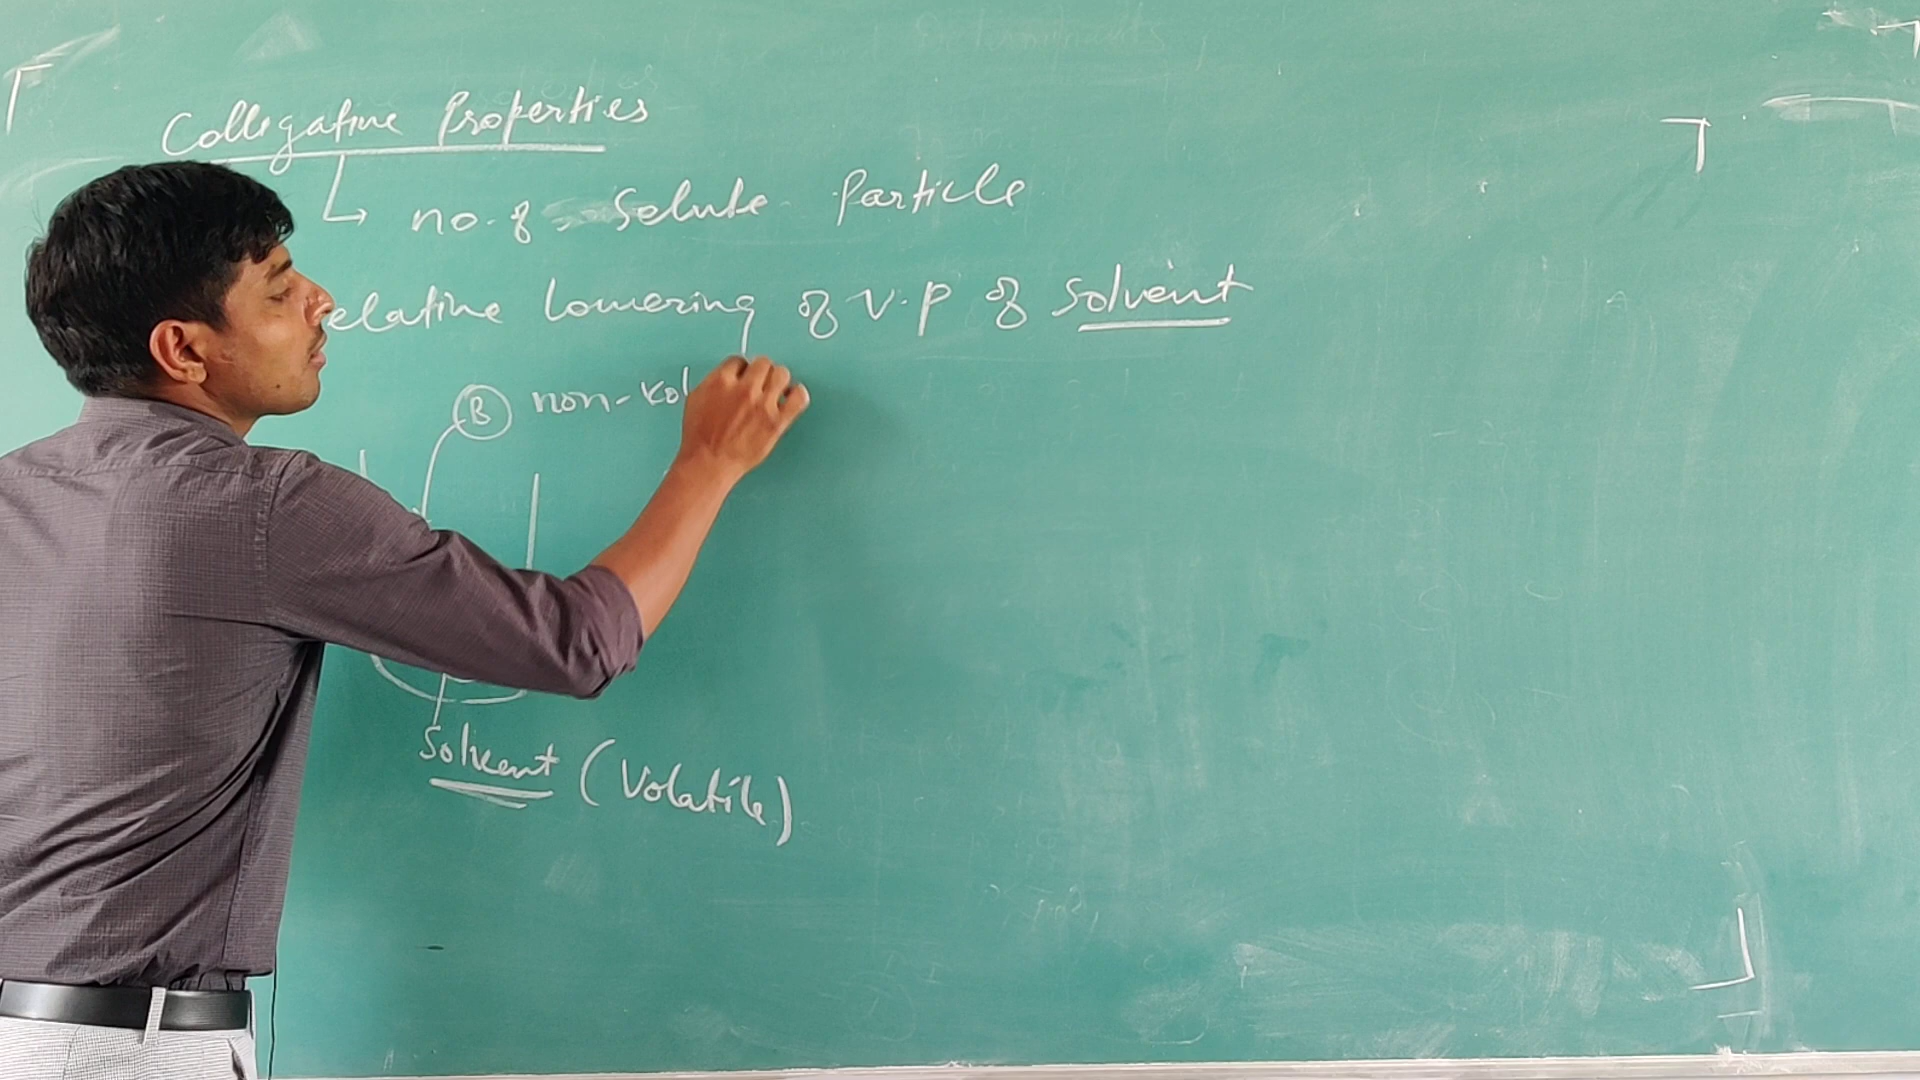 Colligative Properties
↳ no. of solute Particle
elative lowering of V.P of Solvent
B non-vol
Solvent (Volatile)